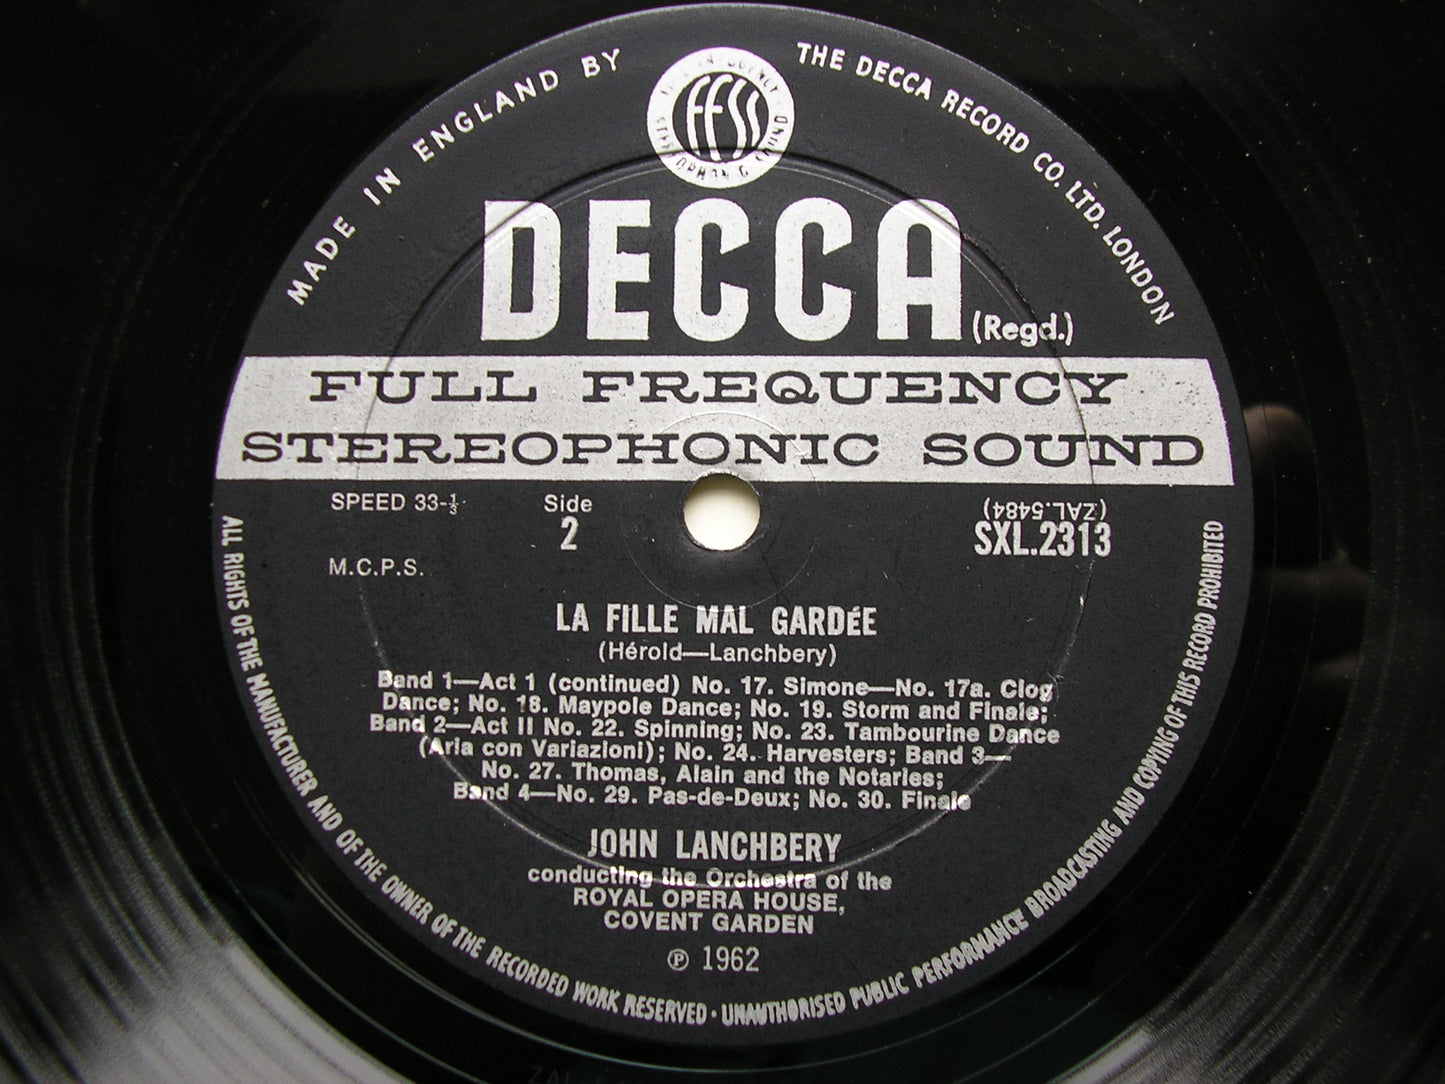 MADE IN ENGLAND BY
THE DECCA RECORD CO. LTD. LONDON
FFSS
DECCA
(Regd.)
FULL FREQUENCY
STEREOPHONIC SOUND
SPEED 33-⅓
Side
2
(ZAL.5484)
SXL.2313
M.C.P.S.
LA FILLE MAL GARDÉE
(Hérold—Lanchbery)
Band 1—Act 1 (continued) No. 17. Simone—No. 17a. Clog
Dance; No. 18. Maypole Dance; No. 19. Storm and Finale;
Band 2—Act II No. 22. Spinning; No. 23. Tambourine Dance
(Aria con Variazioni); No. 24. Harvesters; Band 3—
No. 27. Thomas, Alain and the Notaries;
Band 4—No. 29. Pas-de-Deux; No. 30. Finale
JOHN LANCHBERY
conducting the Orchestra of the
ROYAL OPERA HOUSE,
COVENT GARDEN
℗ 1962
ALL RIGHTS OF THE MANUFACTURER AND OF THE OWNER OF THE RECORDED WORK RESERVED · UNAUTHORISED PUBLIC PERFORMANCE BROADCASTING AND COPYING OF THIS RECORD PROHIBITED